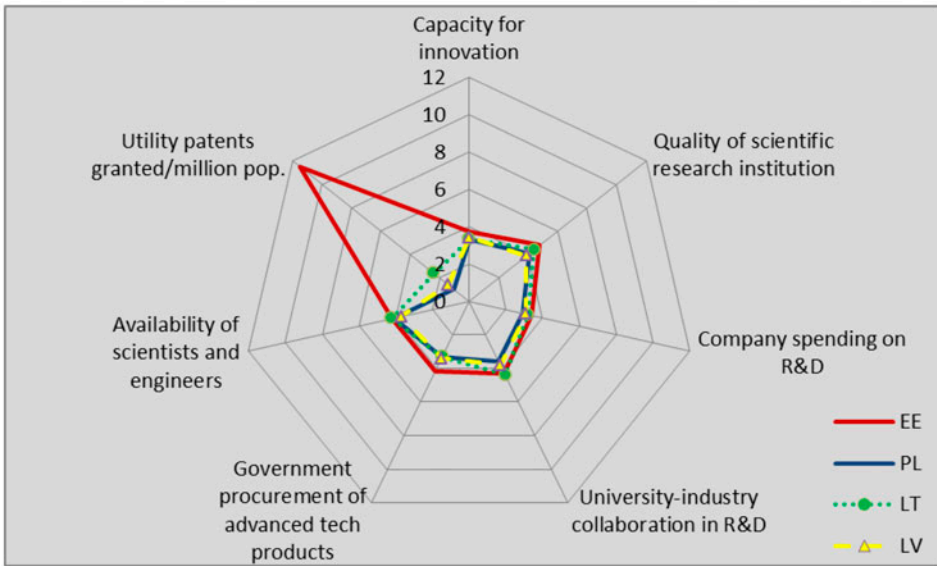 Capacity for
innovation
12
10
8
6
4
2
0
Utility patents
granted/million pop.
Quality of scientific
research institution
Availability of
scientists and
engineers
Company spending on
R&D
Government
procurement of
advanced tech
products
University-industry
collaboration in R&D
EE
PL
LT
LV